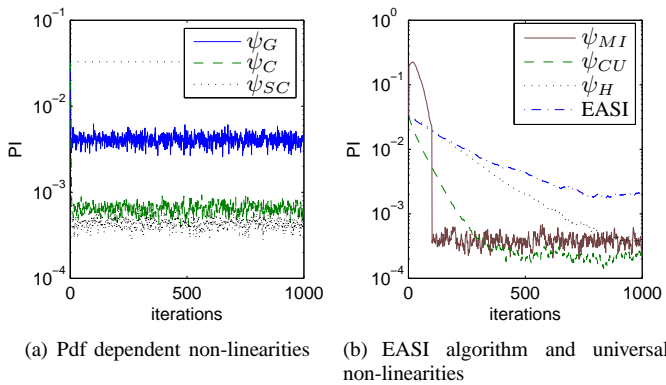 PI
10^-1
10^-2
10^-3
10^-4
0
500
1000
iterations
ψ_G
ψ_C
ψ_SC
(a) Pdf dependent non-linearities
PI
10^0
10^-1
10^-2
10^-3
10^-4
0
500
1000
iterations
ψ_MI
ψ_CU
ψ_H
EASI
(b) EASI algorithm and universal
non-linearities